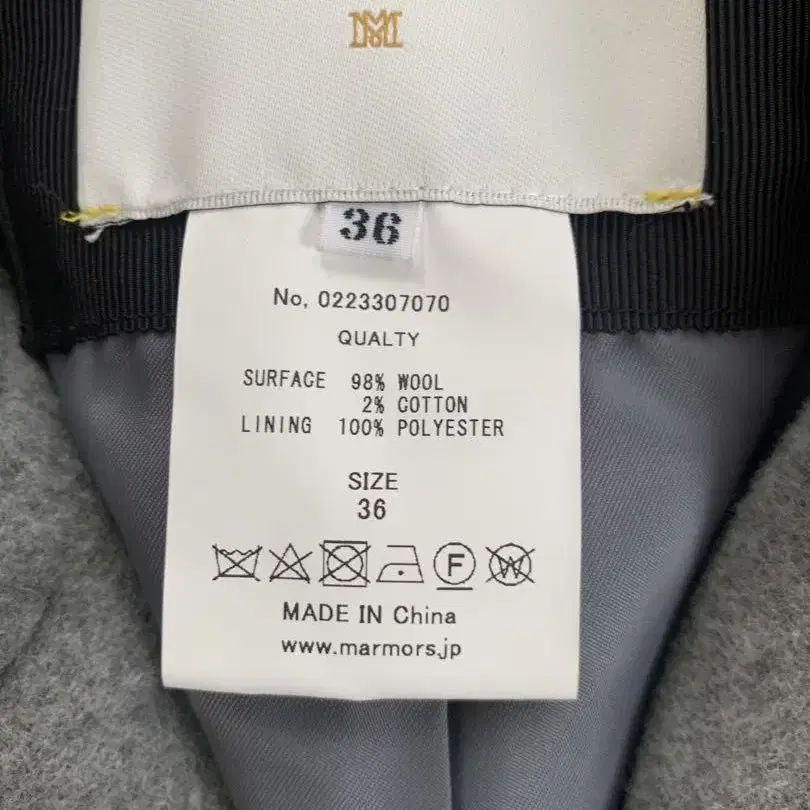 36
No, 0223307070
QUALTY
SURFACE 98% WOOL
2% COTTON
LINING 100% POLYESTER
SIZE
36
F W
MADE IN China
www.marmors.jp